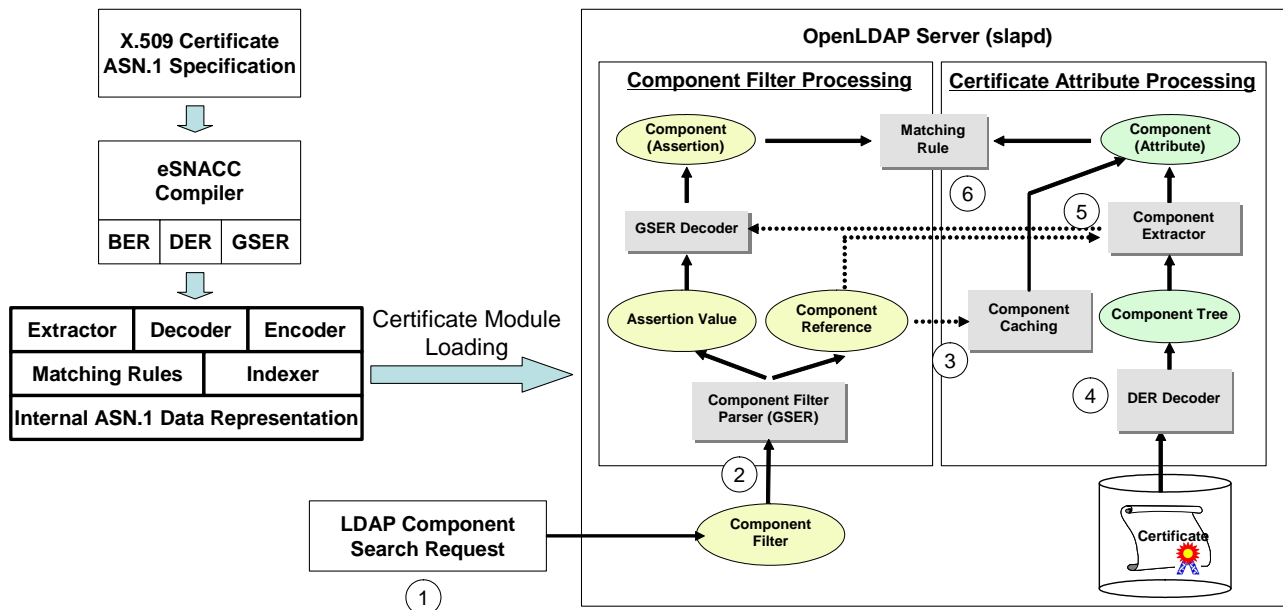 X.509 Certificate
ASN.1 Specification
eSNACC
Compiler
BER
DER
GSER
Extractor
Decoder
Encoder
Matching Rules
Indexer
Internal ASN.1 Data Representation
Certificate Module
Loading
LDAP Component
Search Request
1
OpenLDAP Server (slapd)
Component Filter Processing
Component
(Assertion)
GSER Decoder
Assertion Value
Component
Reference
Component Filter
Parser (GSER)
2
Component
Filter
Certificate Attribute Processing
Matching
Rule
6
Component
(Attribute)
5
Component
Extractor
Component
Caching
3
Component Tree
4
DER Decoder
Certificate